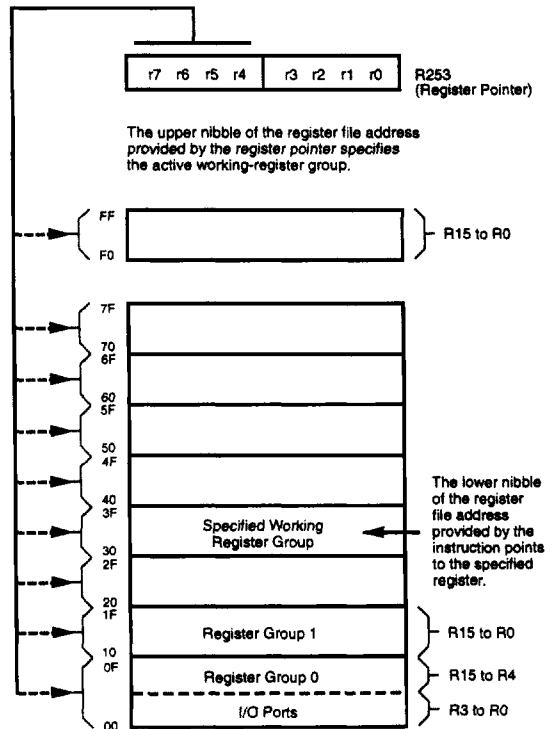 r7 r6 r5 r4 r3 r2 r1 r0
R253
(Register Pointer)
The upper nibble of the register file address
provided by the register pointer specifies
the active working-register group.
FF
R15 to R0
F0
7F
70
6F
60
5F
50
4F
40
3F
Specified Working
Register Group
30
2F
The lower nibble
of the register
file address
provided by the
instruction points
to the specified
register.
20
1F
Register Group 1
R15 to R0
10
0F
Register Group 0
R15 to R4
I/O Ports
R3 to R0
00